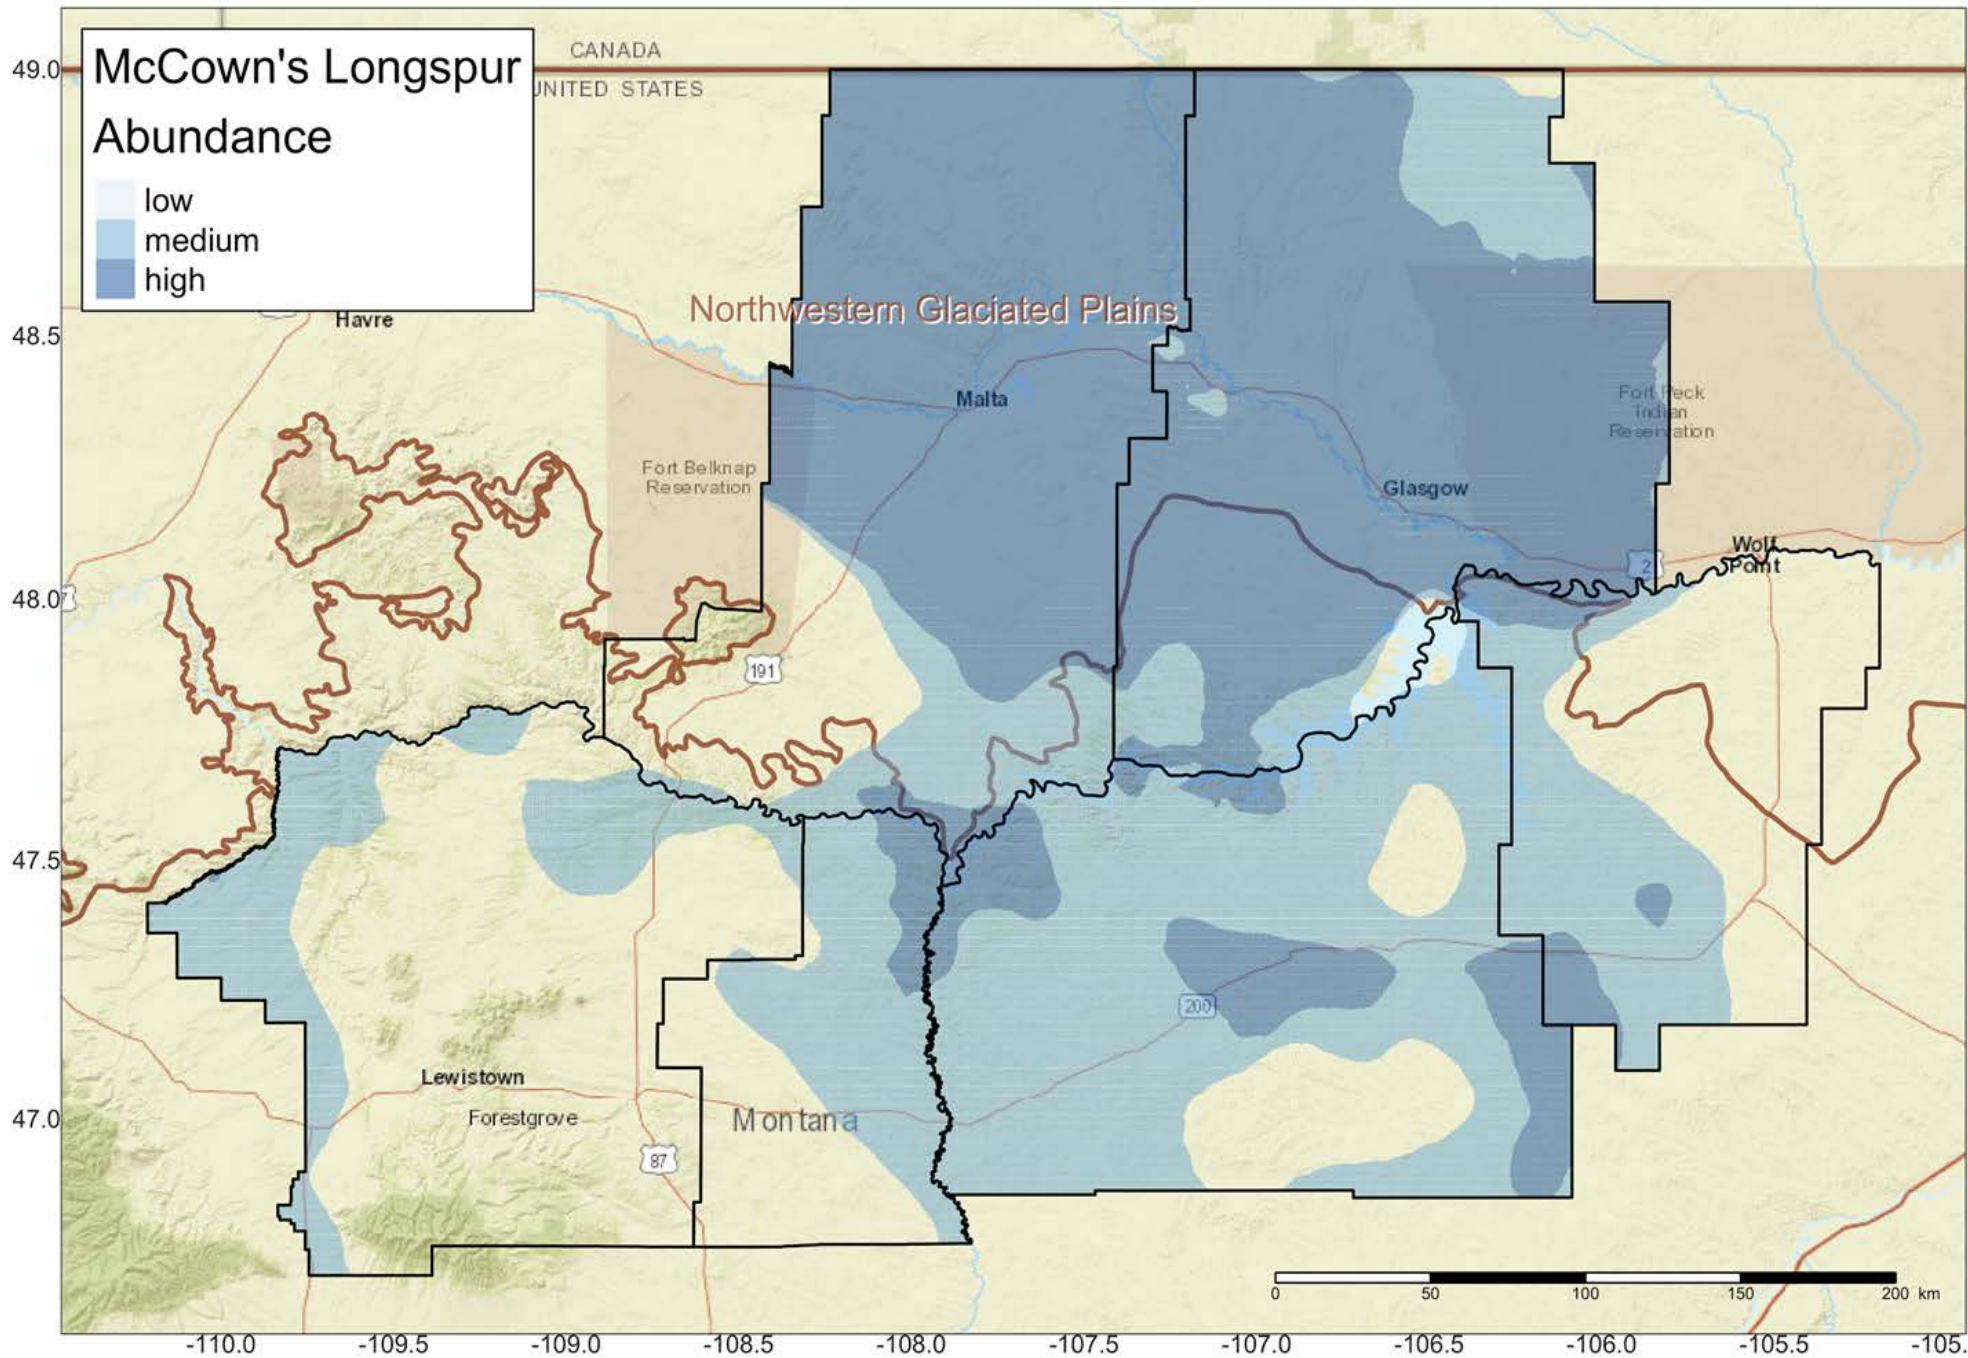 McCown's Longspur
Abundance
low
medium
high
CANADA
UNITED STATES
49.0
48.5
48.0
47.5
47.0
Havre
Northwestern Glaciated Plains
Malta
Fort Peck
Indian
Reservation
Fort Belknap
Reservation
Glasgow
Wolf
Point
2
191
200
Lewistown
Forestgrove
Montana
87
0 50 100 150 200 km
-110.0 -109.5 -109.0 -108.5 -108.0 -107.5 -107.0 -106.5 -106.0 -105.5 -105.